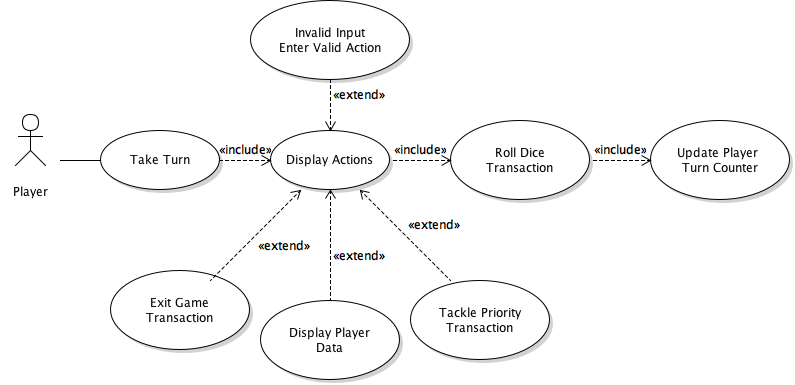 Invalid Input
Enter Valid Action
«extend»
Player
Take Turn
«include»
Display Actions
«include»
Roll Dice
Transaction
«include»
Update Player
Turn Counter
«extend»
«extend»
«extend»
Exit Game
Transaction
Display Player
Data
Tackle Priority
Transaction